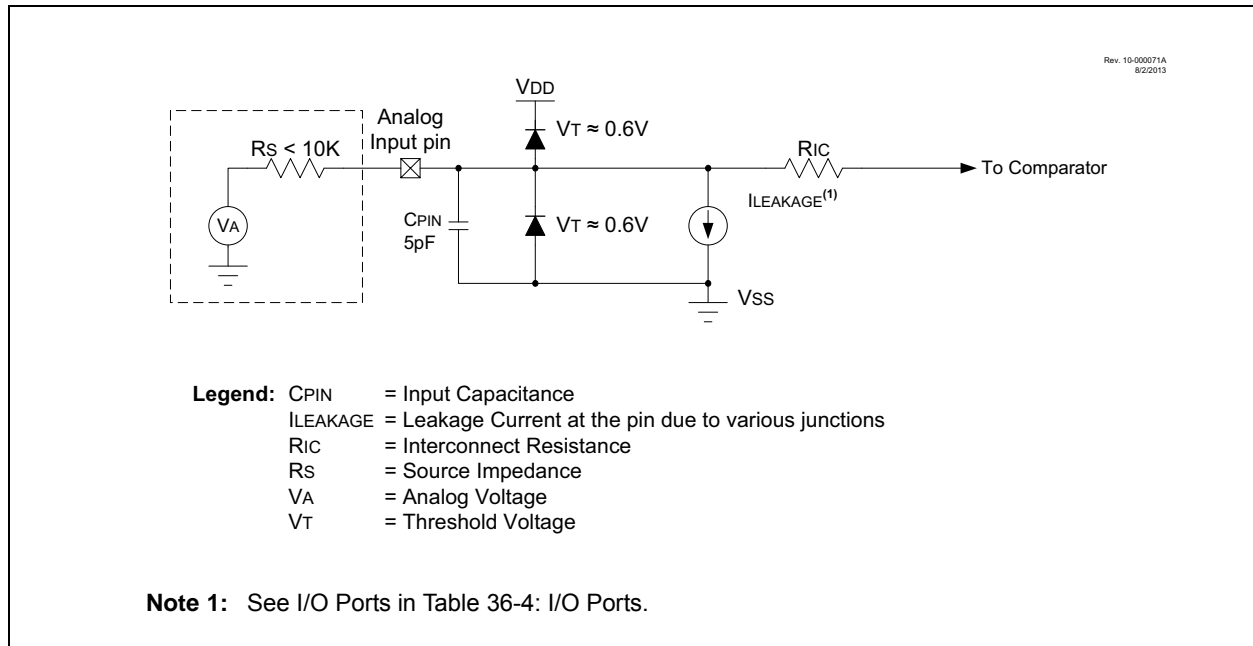 Rev. 10-000071A
8/2/2013
VDD
Analog
Input pin
VT ≈ 0.6V
RS < 10K
RIC
To Comparator
ILEAKAGE(1)
VA
CPIN
5pF
VT ≈ 0.6V
VSS
Legend: CPIN = Input Capacitance
ILEAKAGE = Leakage Current at the pin due to various junctions
RIC = Interconnect Resistance
RS = Source Impedance
VA = Analog Voltage
VT = Threshold Voltage
Note 1: See I/O Ports in Table 36-4: I/O Ports.